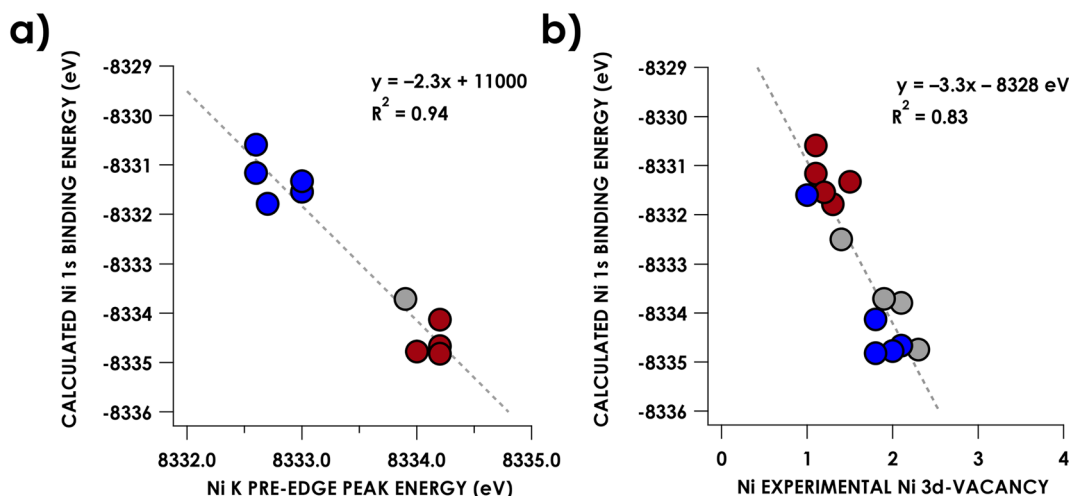 a)
CALCULATED Ni 1s BINDING ENERGY (eV)
-8329
-8330
-8331
-8332
-8333
-8334
-8335
-8336
y = –2.3x + 11000
R² = 0.94
8332.0
8333.0
8334.0
8335.0
Ni K PRE-EDGE PEAK ENERGY (eV)
b)
CALCULATED Ni 1s BINDING ENERGY (eV)
-8329
-8330
-8331
-8332
-8333
-8334
-8335
-8336
y = –3.3x – 8328 eV
R² = 0.83
0
1
2
3
4
Ni EXPERIMENTAL Ni 3d-VACANCY